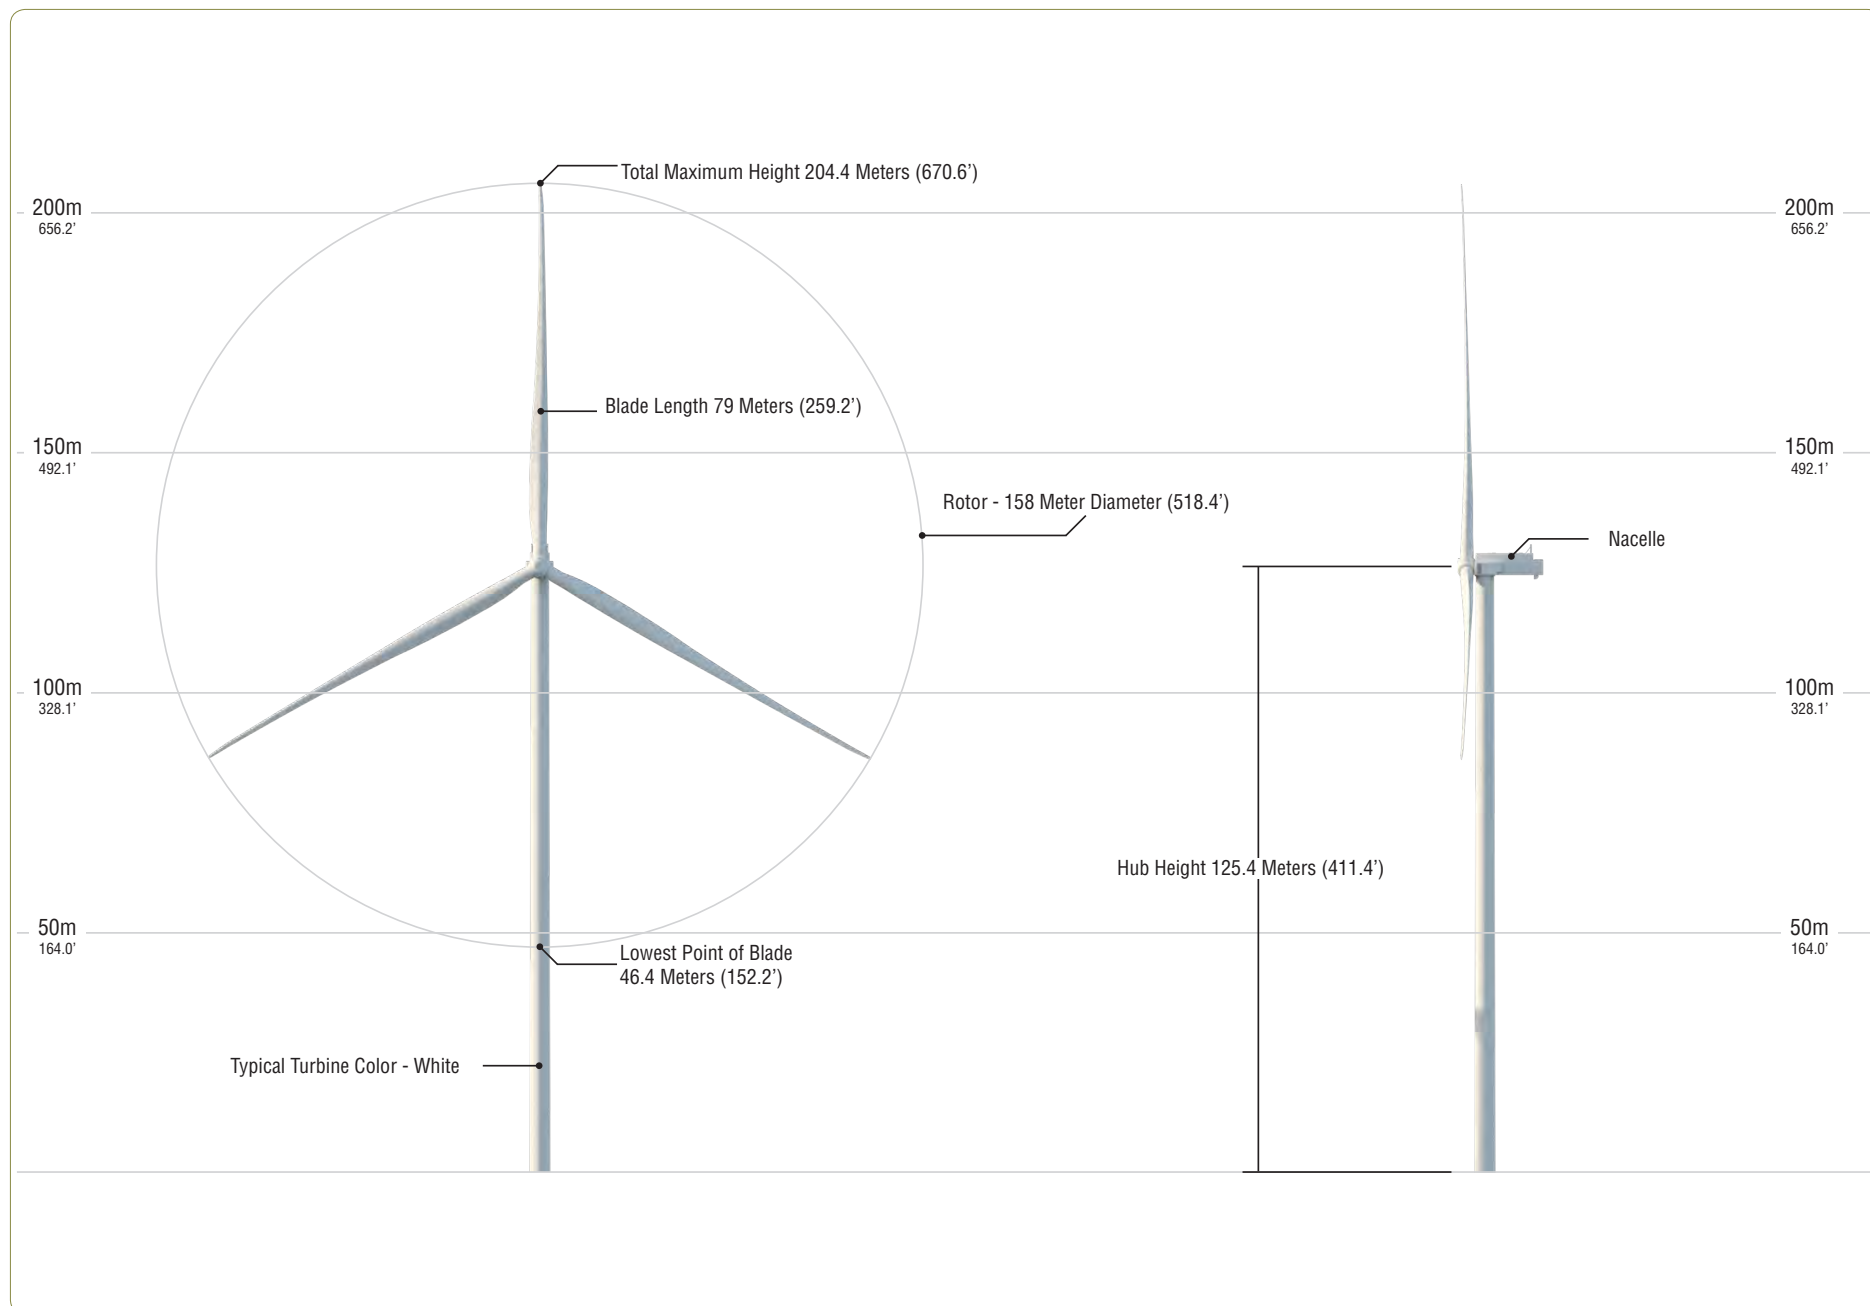 Total Maximum Height 204.4 Meters (670.6’)
200m
656.2’
200m
656.2’
Blade Length 79 Meters (259.2’)
150m
492.1’
150m
492.1’
Rotor - 158 Meter Diameter (518.4’)
Nacelle
100m
328.1’
100m
328.1’
Hub Height 125.4 Meters (411.4’)
50m
164.0’
50m
164.0’
Lowest Point of Blade
46.4 Meters (152.2’)
Typical Turbine Color - White